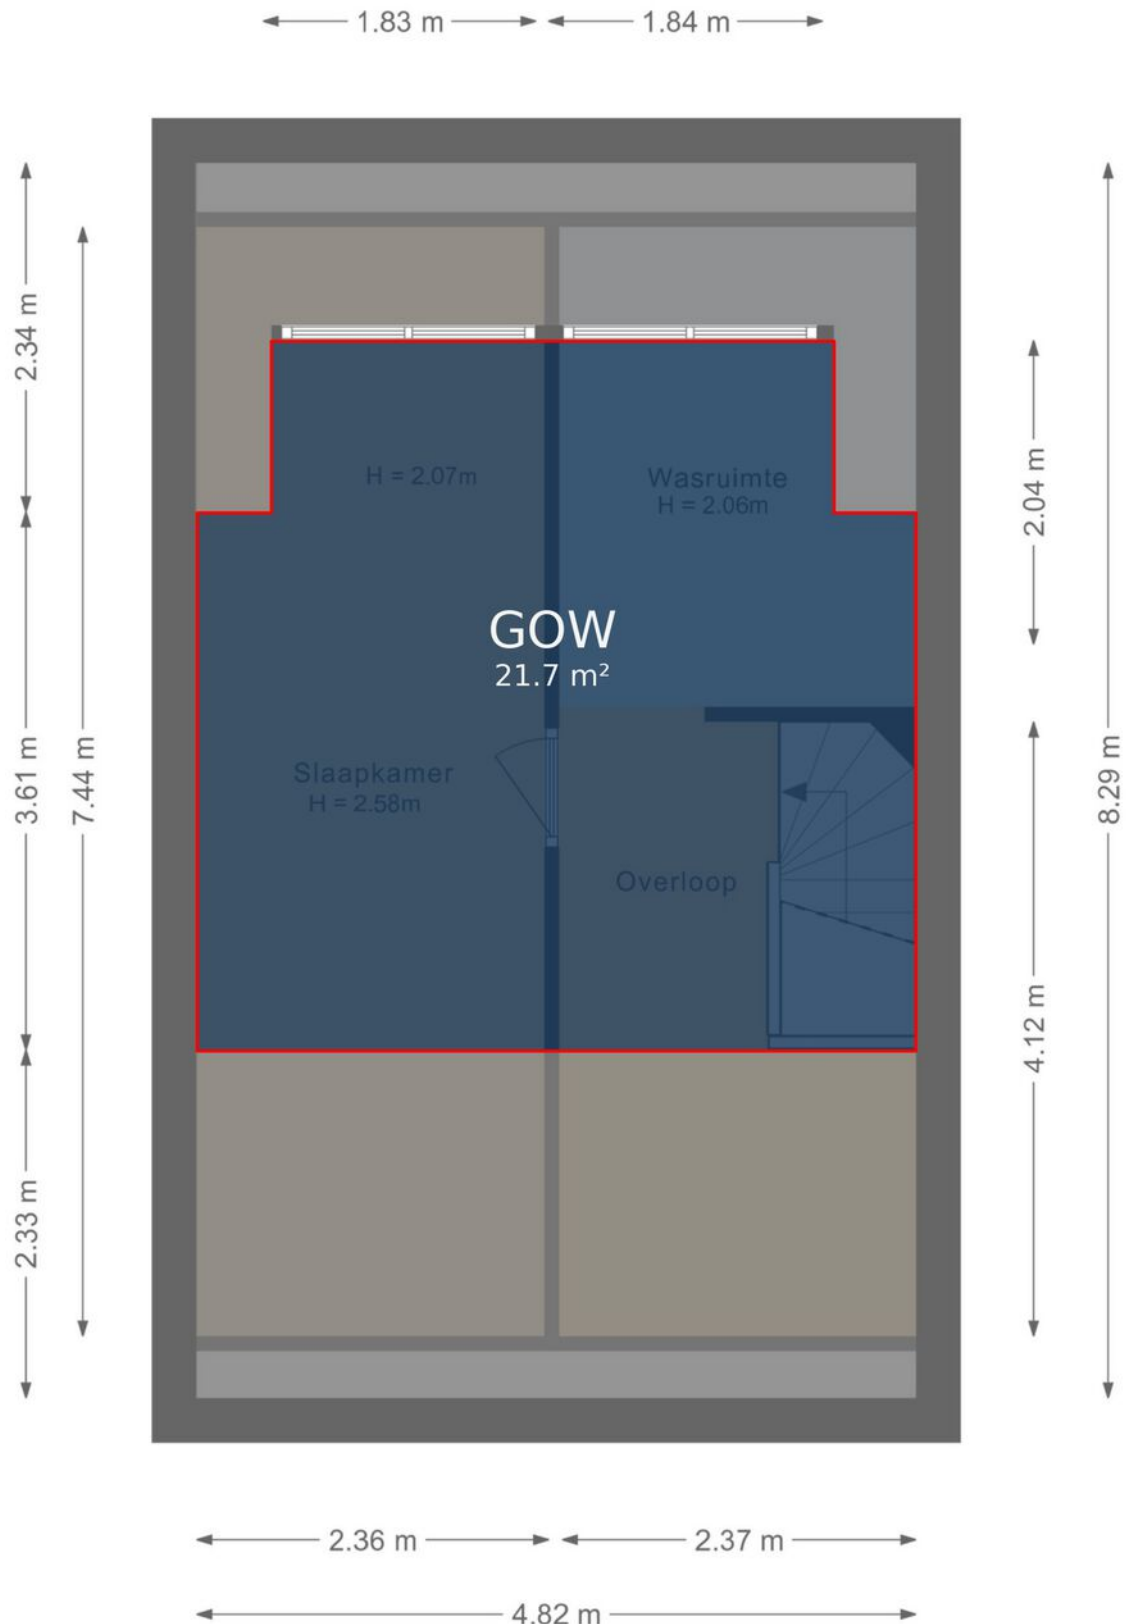 1.83 m 1.84 m
2.34 m
H = 2.07m
Wasruimte
H = 2.06m
2.04 m
GOW
21.7 m²
3.61 m
7.44 m
Slaapkamer
H = 2.58m
8.29 m
Overloop
4.12 m
2.33 m
2.36 m 2.37 m
4.82 m